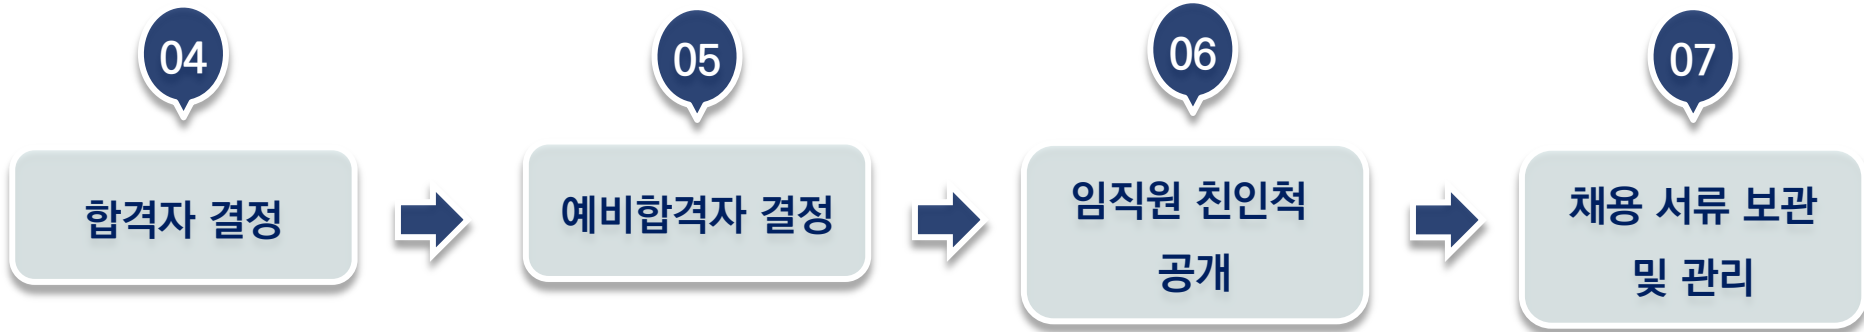 04
05
06
07
합격자 결정
예비합격자 결정
임직원 친인척
공개
채용 서류 보관
및 관리